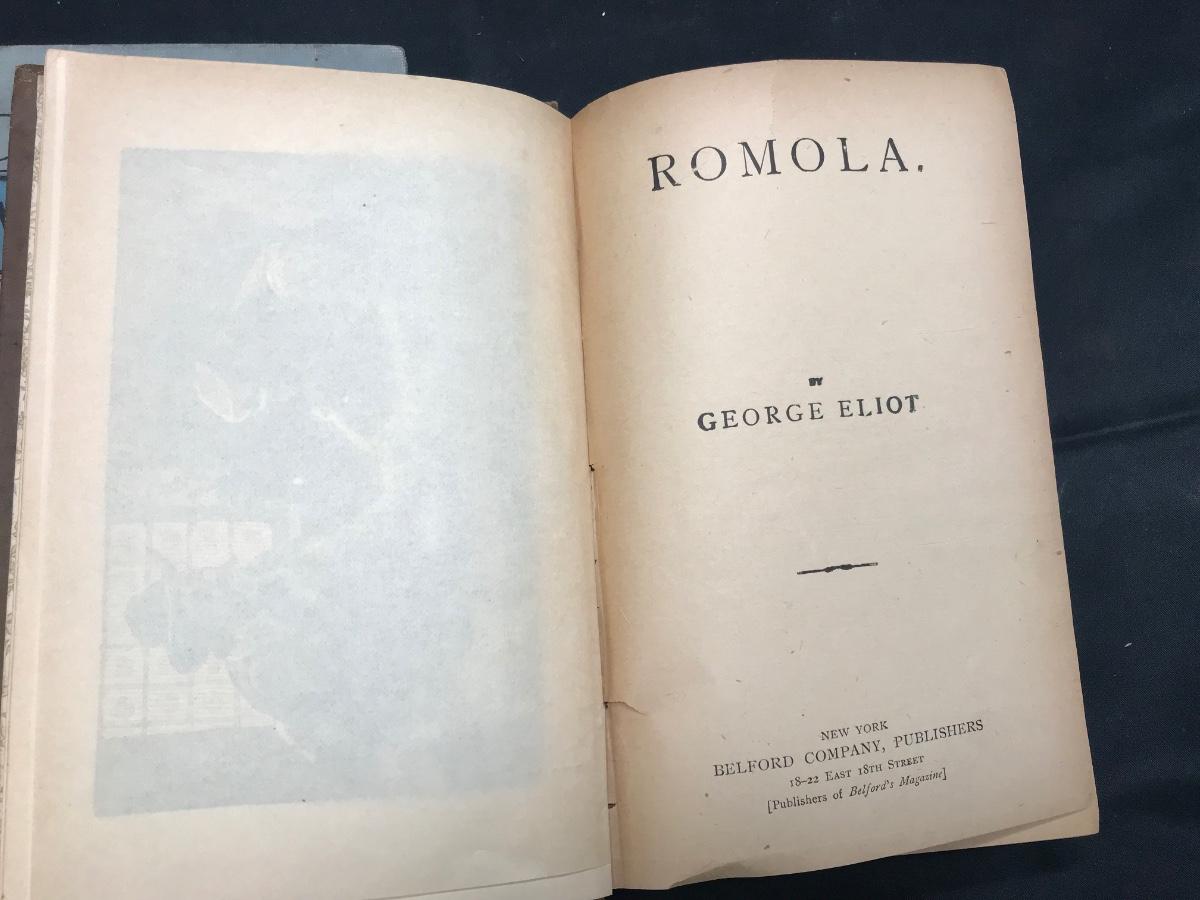 ROMOLA.
BY
GEORGE ELIOT
NEW YORK
BELFORD COMPANY, PUBLISHERS
18–22 EAST 18TH STREET
[Publishers of Belford's Magazine]